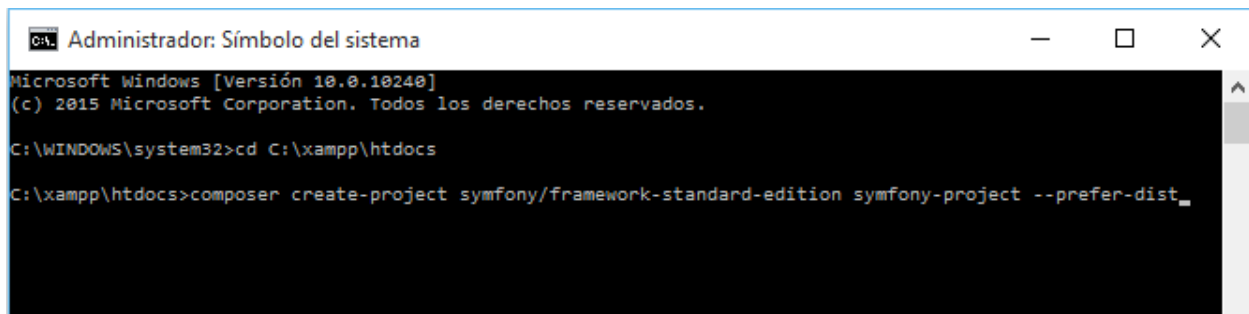 Administrador: Símbolo del sistema
Microsoft Windows [Versión 10.0.10240]
(c) 2015 Microsoft Corporation. Todos los derechos reservados.
C:\WINDOWS\system32>cd C:\xampp\htdocs
C:\xampp\htdocs>composer create-project symfony/framework-standard-edition symfony-project --prefer-dist